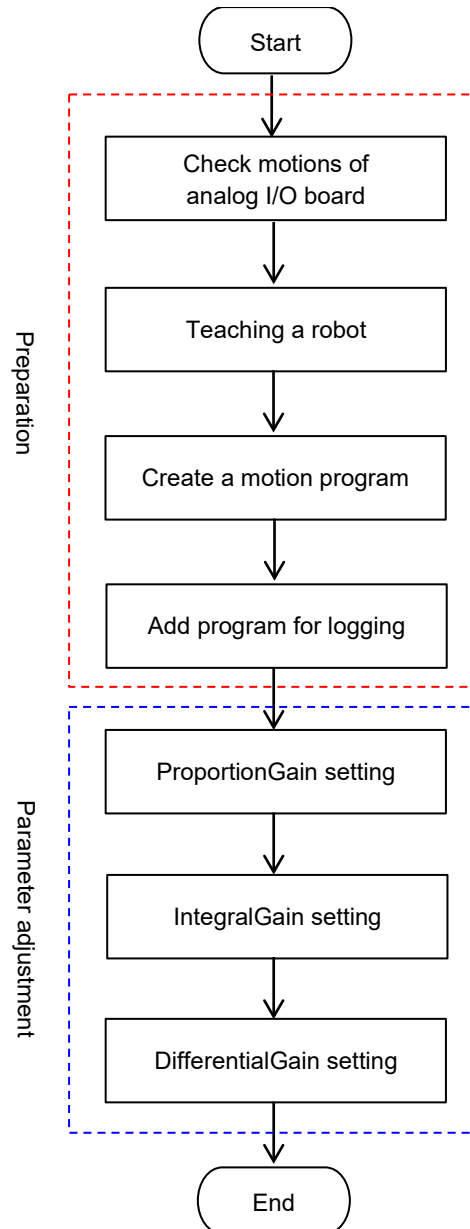 Start
Preparation
Check motions of
analog I/O board
Teaching a robot
Create a motion program
Add program for logging
Parameter adjustment
ProportionGain setting
IntegralGain setting
DifferentialGain setting
End